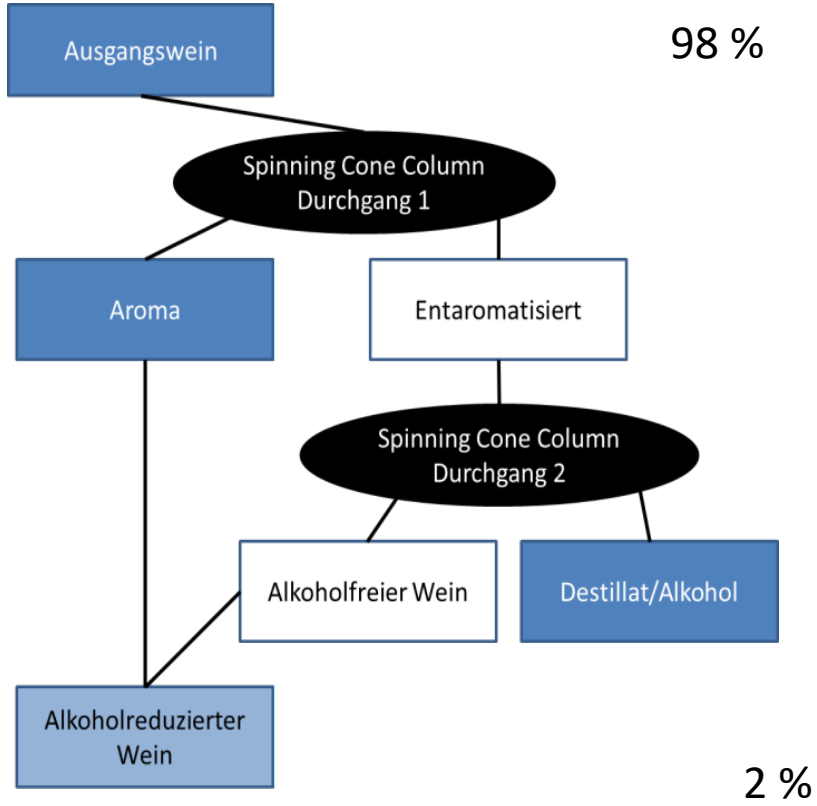 Ausgangswein
98 %
Spinning Cone Column
Durchgang 1
Aroma
Entaromatisiert
Spinning Cone Column
Durchgang 2
Alkoholfreier Wein
Destillat/Alkohol
Alkoholreduzierter
Wein
2 %